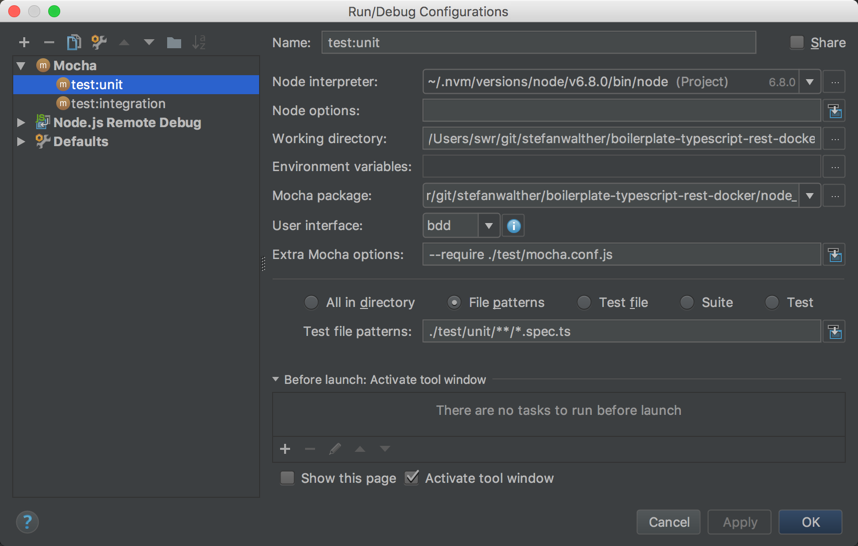 Run/Debug Configurations
Name: test:unit Share
Mocha
test:unit
test:integration
Node.js Remote Debug
Defaults
Node interpreter: ~/.nvm/versions/node/v6.8.0/bin/node (Project) 6.8.0
Node options:
Working directory: /Users/swr/git/stefanwalther/boilerplate-typescript-rest-docke
Environment variables:
Mocha package: r/git/stefanwalther/boilerplate-typescript-rest-docker/node_
User interface: bdd
Extra Mocha options: --require ./test/mocha.conf.js
All in directory File patterns Test file Suite Test
Test file patterns: ./test/unit/**/*.spec.ts
Before launch: Activate tool window
There are no tasks to run before launch
Show this page Activate tool window
? Cancel Apply OK